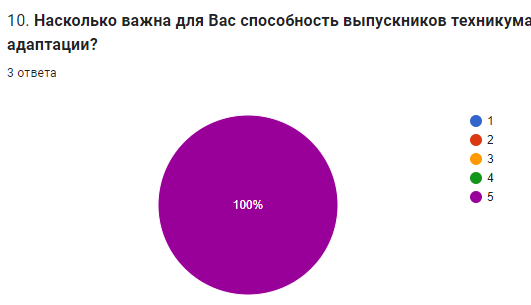 10. Насколько важна для Вас способность выпускников техникума
адаптации?
3 ответа
100%
1
2
3
4
5